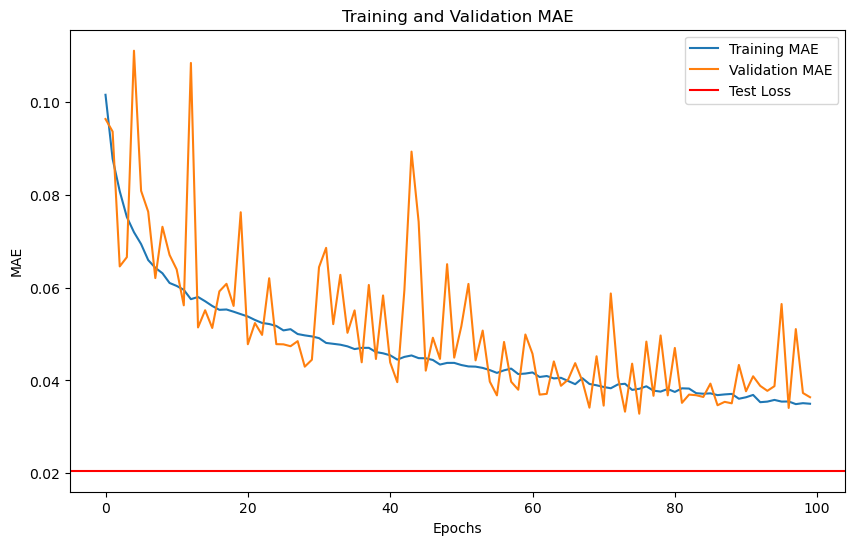 Training and Validation MAE
Training MAE
Validation MAE
Test Loss
MAE
0.10
0.08
0.06
0.04
0.02
0 20 40 60 80 100
Epochs